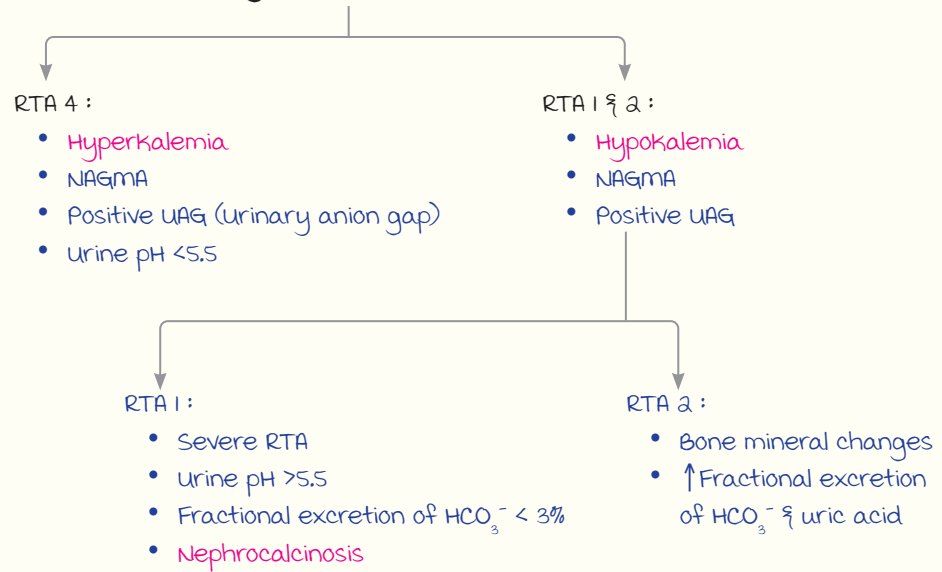 RTA 4 :
• Hyperkalemia
• NAGMA
• Positive UAG (Urinary anion gap)
• Urine pH <5.5
RTA 1 & 2 :
• Hypokalemia
• NAGMA
• Positive UAG
RTA 1 :
• Severe RTA
• Urine pH >5.5
• Fractional excretion of HCO₃⁻ < 3%
• Nephrocalcinosis
RTA 2 :
• Bone mineral changes
• ↑Fractional excretion
of HCO₃⁻ & uric acid